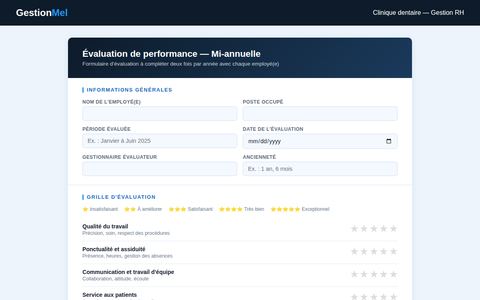 GestionMel
Clinique dentaire — Gestion RH
Évaluation de performance — Mi-annuelle
Formulaire d'évaluation à compléter deux fois par année avec chaque employé(e)
INFORMATIONS GÉNÉRALES
NOM DE L'EMPLOYÉ(E)
POSTE OCCUPÉ
PÉRIODE ÉVALUÉE
DATE DE L'ÉVALUATION
Ex. : Janvier à Juin 2025
mm/dd/yyyy
GESTIONNAIRE ÉVALUATEUR
ANCIENNETÉ
Ex. : 1 an, 6 mois
GRILLE D'ÉVALUATION
⭐ Insatisfaisant ⭐⭐ À améliorer ⭐⭐⭐ Satisfaisant ⭐⭐⭐⭐ Très bien ⭐⭐⭐⭐⭐ Exceptionnel
Qualité du travail
Précision, soin, respect des procédures
Ponctualité et assiduité
Présence, heures, gestion des absences
Communication et travail d'équipe
Collaboration, attitude, écoute
Service aux patients